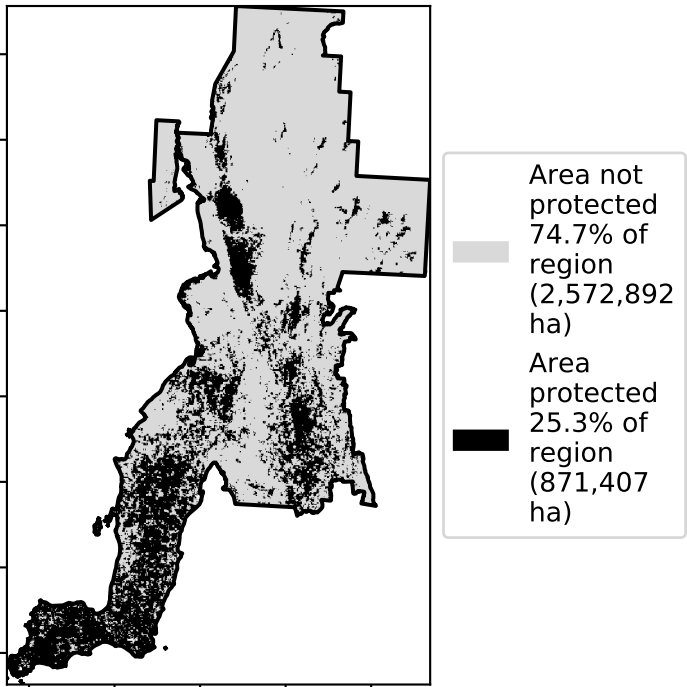 Area not
protected
74.7% of
region
(2,572,892
ha)
Area
protected
25.3% of
region
(871,407
ha)